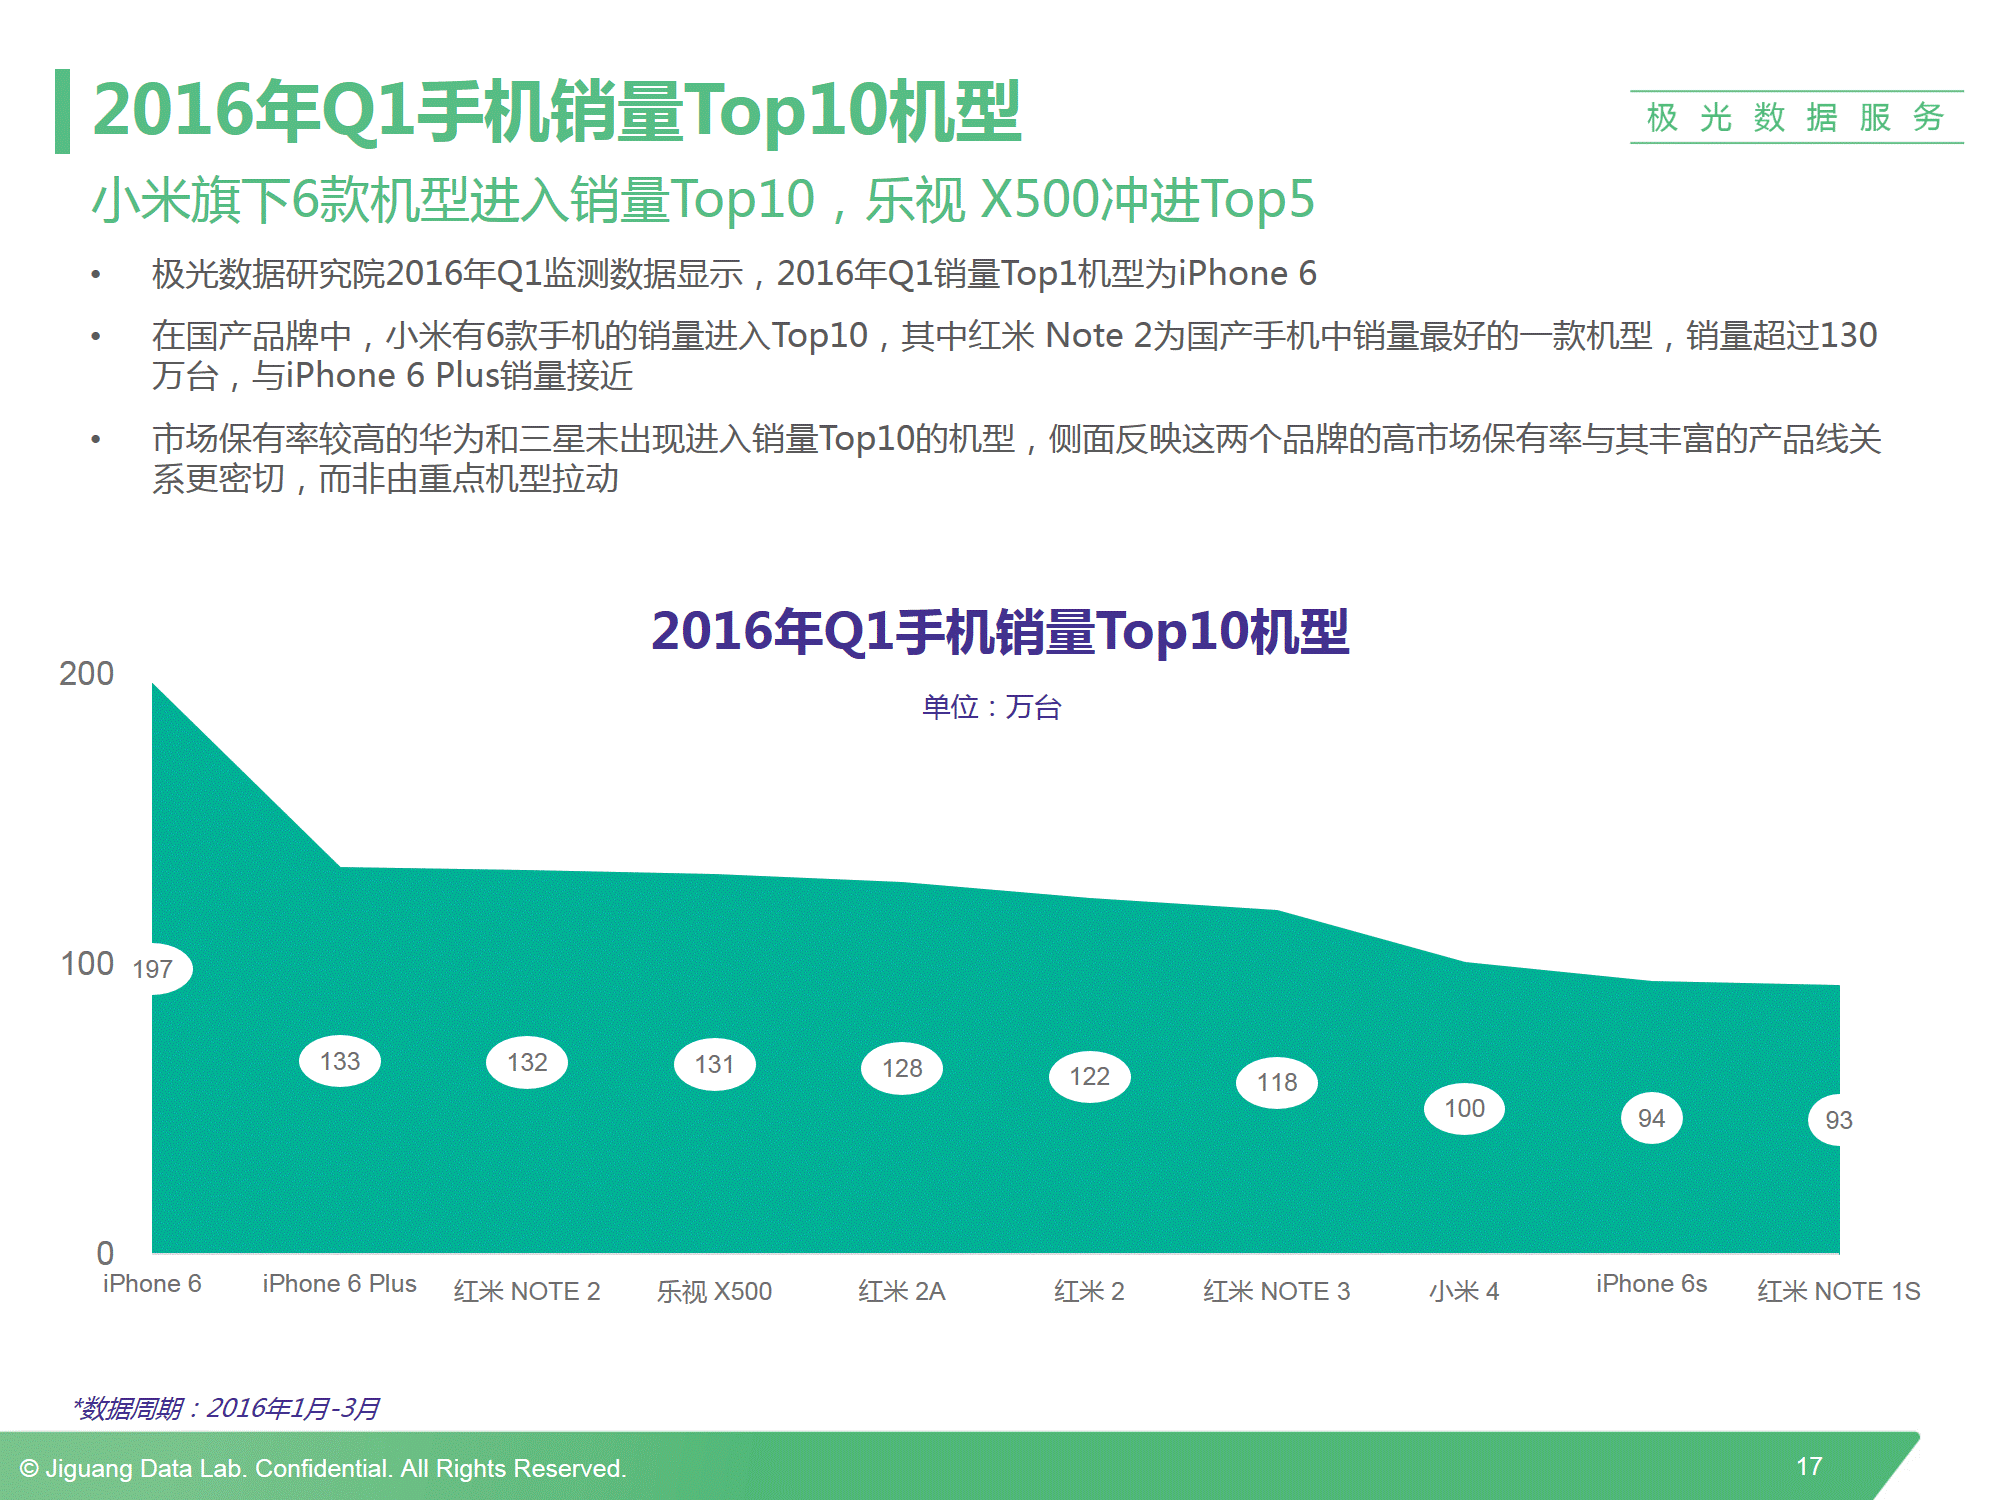 2016年Q1手机销量Top10机型
极光数据服务
小米旗下6款机型进入销量Top10，乐视 X500冲进Top5
• 极光数据研究院2016年Q1监测数据显示，2016年Q1销量Top1机型为iPhone 6
• 在国产品牌中，小米有6款手机的销量进入Top10，其中红米 Note 2为国产手机中销量最好的一款机型，销量超过130
万台，与iPhone 6 Plus销量接近
• 市场保有率较高的华为和三星未出现进入销量Top10的机型，侧面反映这两个品牌的高市场保有率与其丰富的产品线关
系更密切，而非由重点机型拉动
2016年Q1手机销量Top10机型
单位：万台
200
100
0
197
133
132
131
128
122
118
100
94
93
iPhone 6
iPhone 6 Plus
红米 NOTE 2
乐视 X500
红米 2A
红米 2
红米 NOTE 3
小米 4
iPhone 6s
红米 NOTE 1S
*数据周期：2016年1月-3月
© Jiguang Data Lab. Confidential. All Rights Reserved.
17